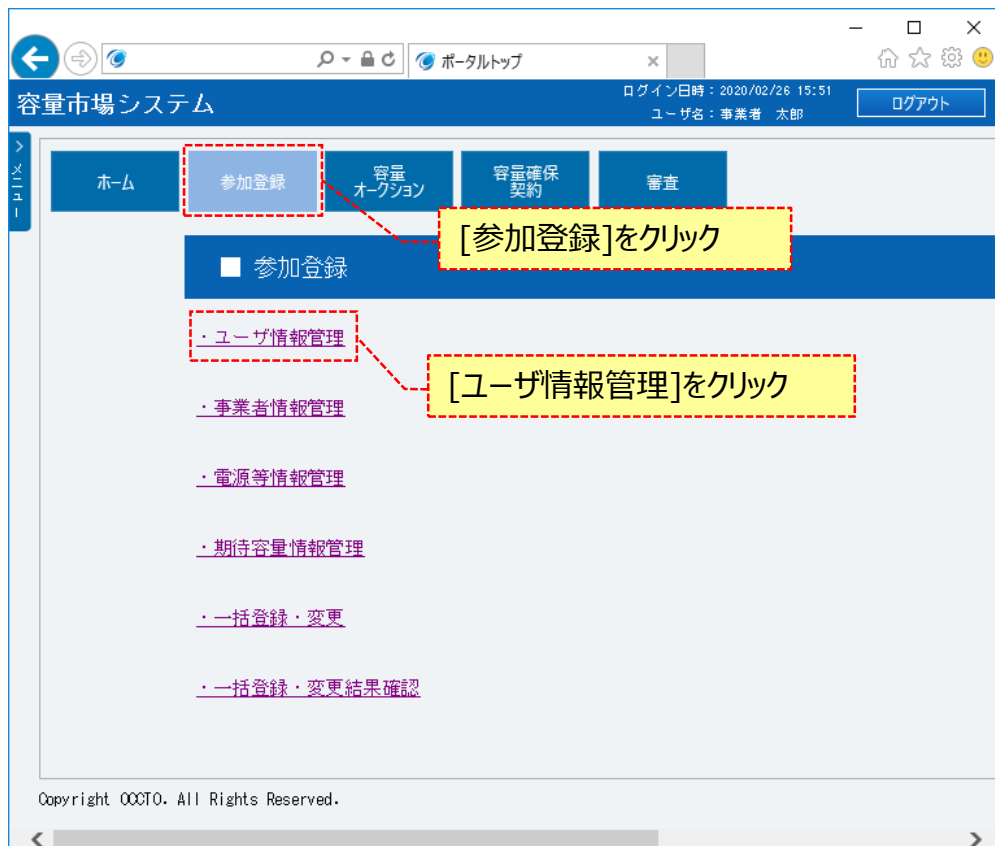 ポータルトップ
容量市場システム
ログイン日時：2020/02/26 15:51
ユーザ名：事業者　太郎
ログアウト
メニュー
ホーム
参加登録
容量
オークション
容量確保
契約
審査
[参加登録]をクリック
■ 参加登録
・ユーザ情報管理
[ユーザ情報管理]をクリック
・事業者情報管理
・電源等情報管理
・期待容量情報管理
・一括登録・変更
・一括登録・変更結果確認
Copyright OCCTO. All Rights Reserved.